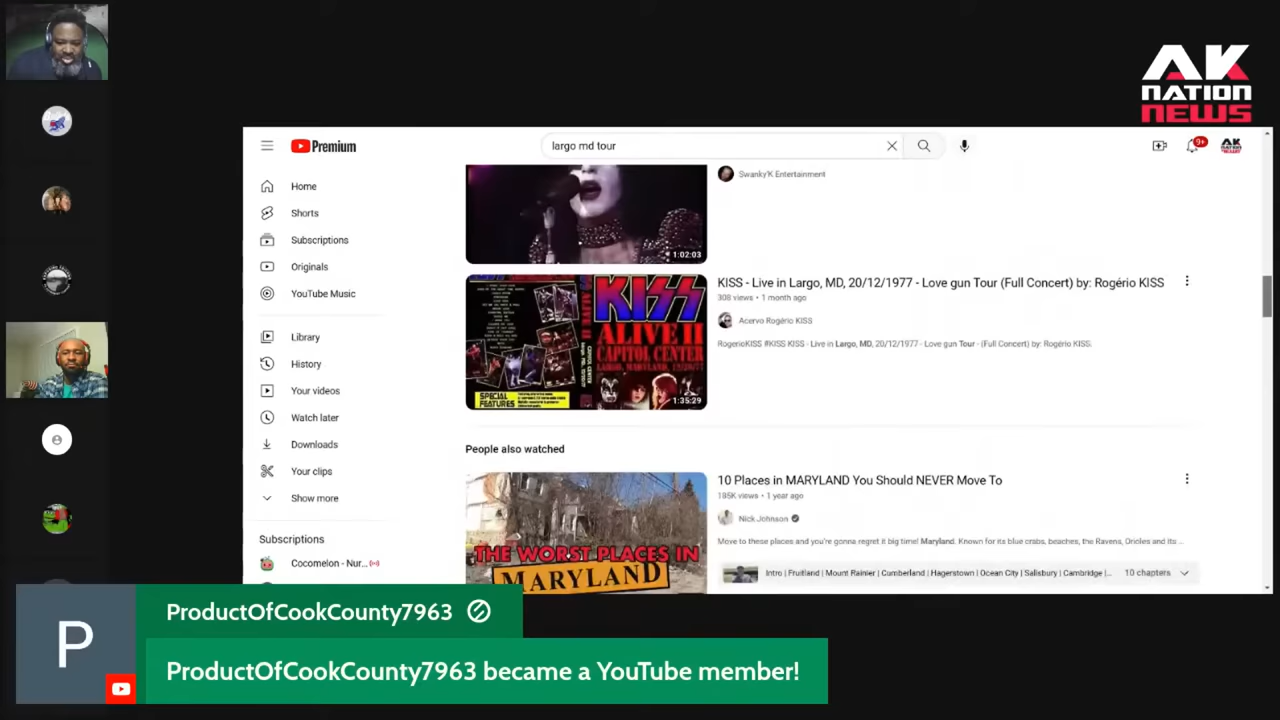 AK
NATION
NEWS
Premium
largo md tour
9+
Home
Shorts
Subscriptions
Originals
YouTube Music
Library
History
Your videos
Watch later
Downloads
Your clips
Show more
Subscriptions
Cocomelon - Nur...
Swanky'K Entertainment
1:02:03
KISS
ALIVE II
CAPITOL CENTER
LARGO, MARYLAND, 12/20/77
SPECIAL
FEATURES
1:35:29
KISS - Live in Largo, MD, 20/12/1977 - Love gun Tour (Full Concert) by: Rogério KISS
308 views • 1 month ago
Acervo Rogério KISS
RogerioKISS #KISS KISS - Live in Largo, MD, 20/12/1977 - Love gun Tour - (Full Concert) by: Rogério KISS.
People also watched
THE WORST PLACES IN
MARYLAND
10 Places in MARYLAND You Should NEVER Move To
185K views • 1 year ago
Nick Johnson
Move to these places and you're gonna regret it big time! Maryland. Known for its blue crabs, beaches, the Ravens, Orioles and its ...
Intro | Fruitland | Mount Rainier | Cumberland | Hagerstown | Ocean City | Salisbury | Cambridge |...
10 chapters
P
ProductOfCookCounty7963
ProductOfCookCounty7963 became a YouTube member!